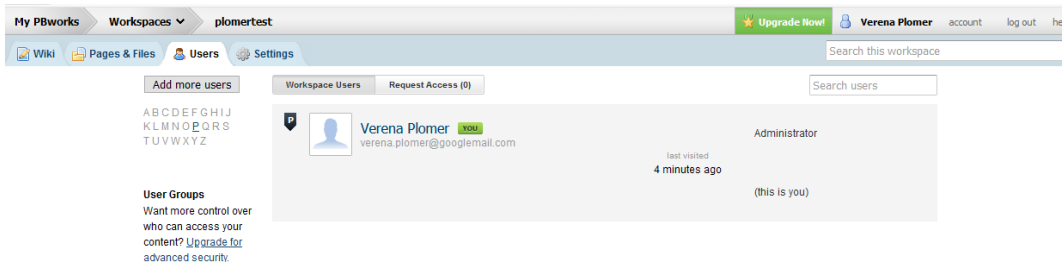 My PBworks Workspaces plomertest Upgrade Now! Verena Plomer account log out he
Wiki Pages & Files Users Settings Search this workspace
Add more users Workspace Users Request Access (0) Search users
A B C D E F G H I J
K L M N O P Q R S
T U V W X Y Z
P
Verena Plomer YOU
verena.plomer@googlemail.com
Administrator
last visited
4 minutes ago
(this is you)
User Groups
Want more control over
who can access your
content? Upgrade for
advanced security.